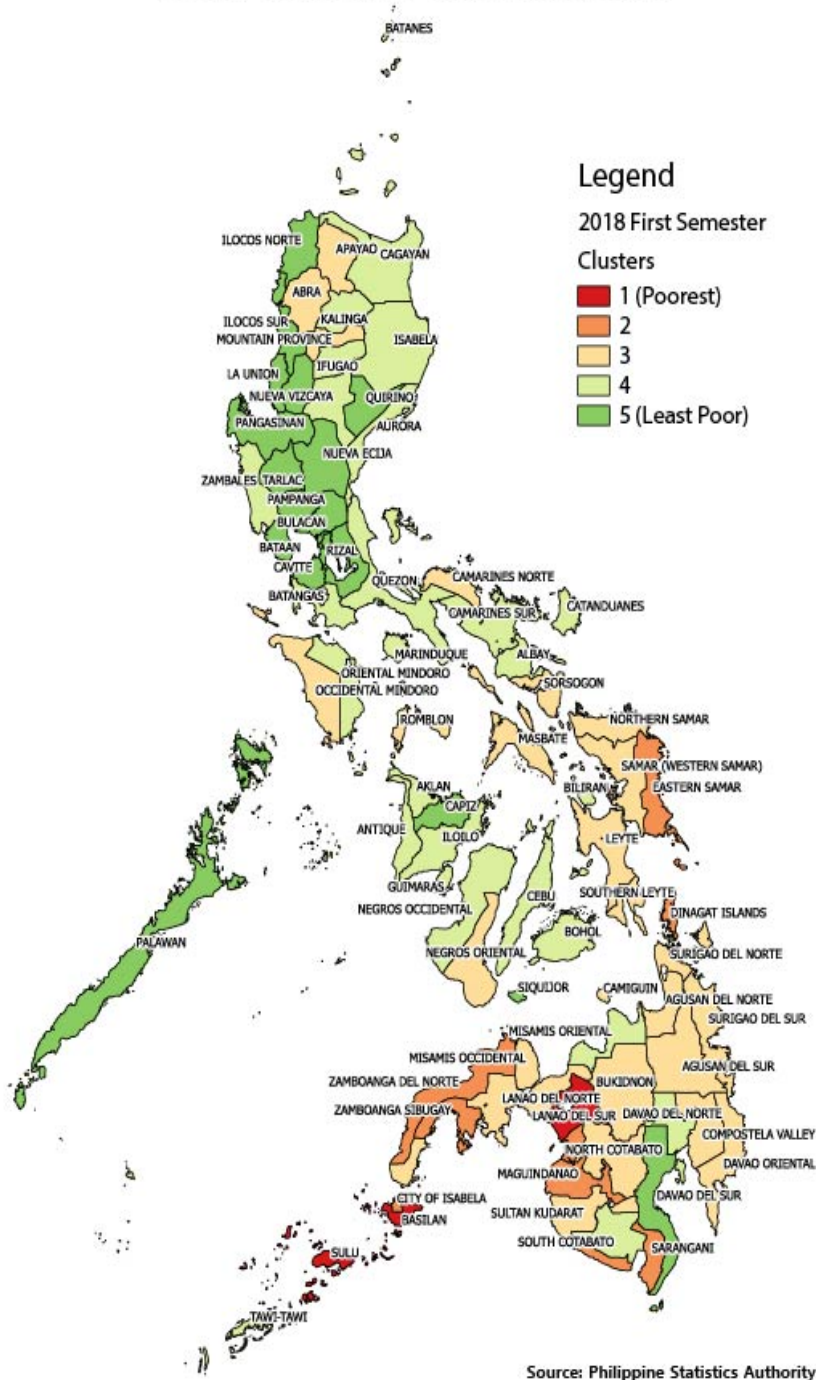 BATANES
Legend
2018 First Semester
Clusters
1 (Poorest)
2
3
4
5 (Least Poor)
ILOCOS NORTE
APAYAO
CAGAYAN
ABRA
ILOCOS SUR
KALINGA
MOUNTAIN PROVINCE
ISABELA
IFUGAO
LA UNION
NUEVA VIZCAYA
QUIRINO
PANGASINAN
AURORA
NUEVA ECIJA
ZAMBALES
TARLAC
PAMPANGA
BULACAN
BATAAN
RIZAL
CAVITE
QUEZON
CAMARINES NORTE
BATANGAS
CAMARINES SUR
CATANDUANES
MARINDUQUE
ALBAY
ORIENTAL MINDORO
SORSOGON
OCCIDENTAL MINDORO
ROMBLON
NORTHERN SAMAR
MASBATE
SAMAR (WESTERN SAMAR)
AKLAN
BILIRAN
EASTERN SAMAR
CAPIZ
ANTIQUE
ILOILO
LEYTE
GUIMARAS
CEBU
SOUTHERN LEYTE
NEGROS OCCIDENTAL
DINAGAT ISLANDS
BOHOL
PALAWAN
NEGROS ORIENTAL
SURIGAO DEL NORTE
SIQUIJOR
CAMIGUIN
AGUSAN DEL NORTE
SURIGAO DEL SUR
MISAMIS ORIENTAL
MISAMIS OCCIDENTAL
AGUSAN DEL SUR
ZAMBOANGA DEL NORTE
BUKIDNON
LANAO DEL NORTE
ZAMBOANGA SIBUGAY
LANAO DEL SUR
DAVAO DEL NORTE
COMPOSTELA VALLEY
NORTH COTABATO
DAVAO ORIENTAL
MAGUINDANAO
DAVAO DEL SUR
CITY OF ISABELA
BASILAN
SULTAN KUDARAT
SOUTH COTABATO
SARANGANI
SULU
TAWI-TAWI
Source: Philippine Statistics Authority